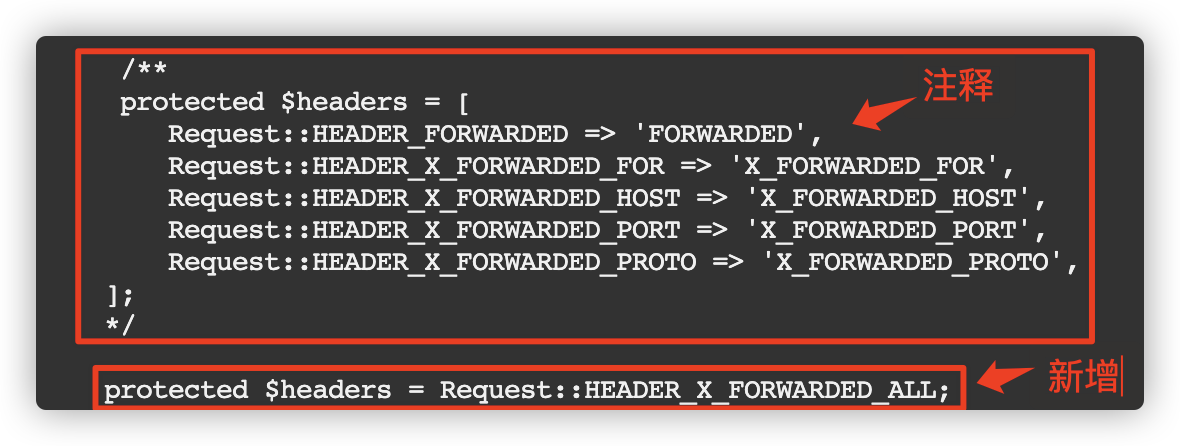 /**
protected $headers = [
Request::HEADER_FORWARDED => 'FORWARDED',
Request::HEADER_X_FORWARDED_FOR => 'X_FORWARDED_FOR',
Request::HEADER_X_FORWARDED_HOST => 'X_FORWARDED_HOST',
Request::HEADER_X_FORWARDED_PORT => 'X_FORWARDED_PORT',
Request::HEADER_X_FORWARDED_PROTO => 'X_FORWARDED_PROTO',
];
*/
注释
protected $headers = Request::HEADER_X_FORWARDED_ALL;
新增